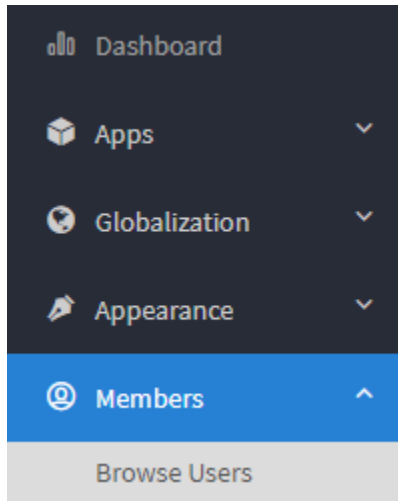 Dashboard
Apps
Globalization
Appearance
Members
Browse Users